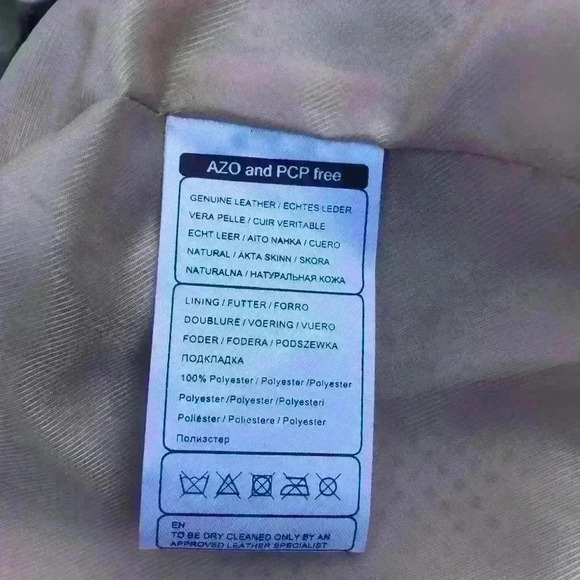 AZO and PCP free
GENUINE LEATHER / ECHTES LEDER
VERA PELLE / CUIR VERITABLE
ECHT LEER / AITO NAHKA / CUERO
NATURAL / ÄKTA SKINN / SKORA
NATURALNA / НАТУРАЛЬНАЯ КОЖА
LINING / FUTTER / FORRO
DOUBLURE / VOERING / VUERO
FODER / FODERA / PODSZEWKA
ПОДКЛАДКА
100% Polyester / Polyester /Polyester
Polyester /Polyester /Polyesteri
Poliéster / Poliestere / Polyester
Полиэстер
EN
TO BE DRY CLEANED ONLY BY AN
APPROVED LEATHER SPECIALIST